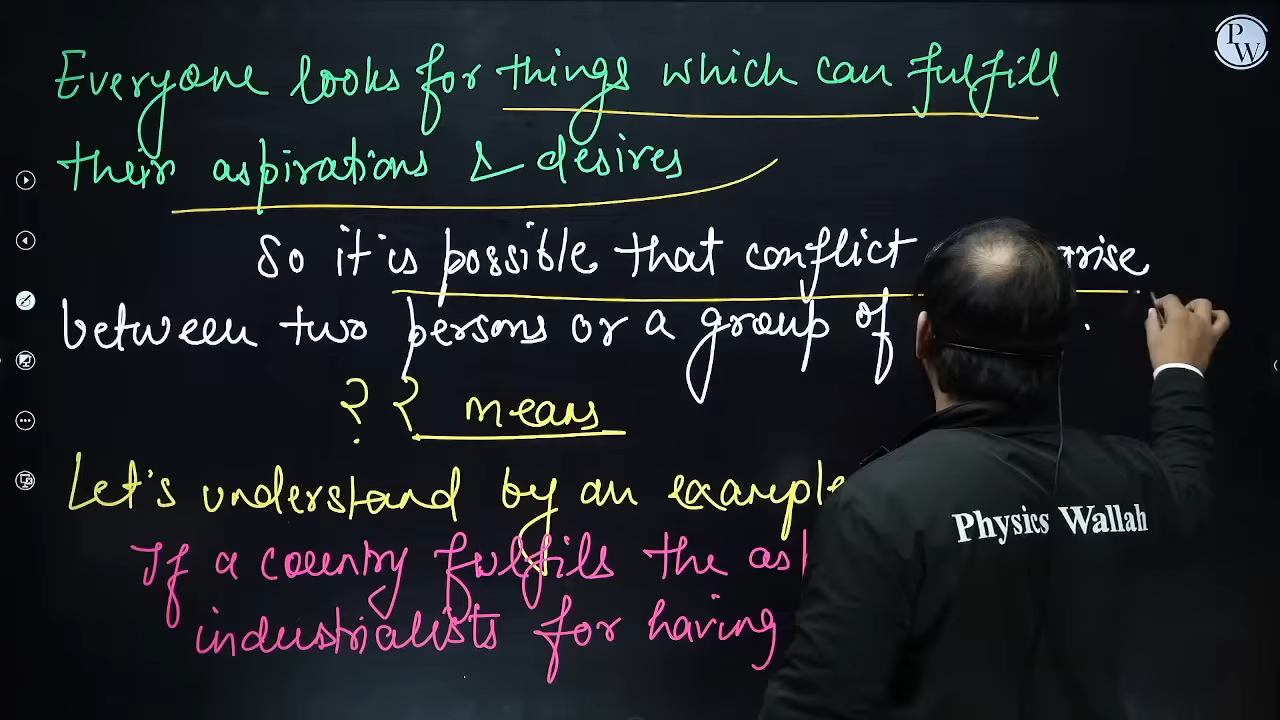 PW
Everyone looks for things which can fulfill
their aspirations & desires
So it is possible that conflict
between two persons or a group of
? ? means
Let's understand by an example
If a country fulfils the
industrialists for having
Physics Wallah